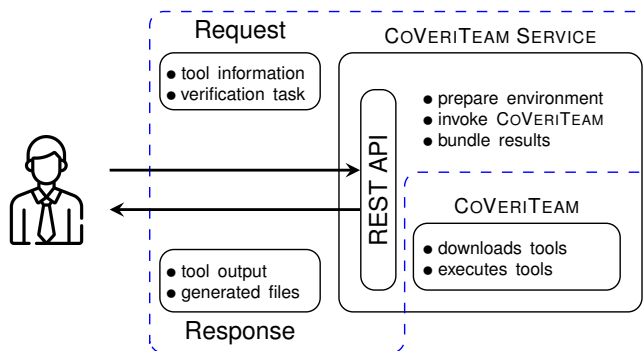 Request
• tool information
• verification task
COVERITEAM SERVICE
• prepare environment
• invoke COVERITEAM
• bundle results
REST API
COVERITEAM
• downloads tools
• executes tools
• tool output
• generated files
Response